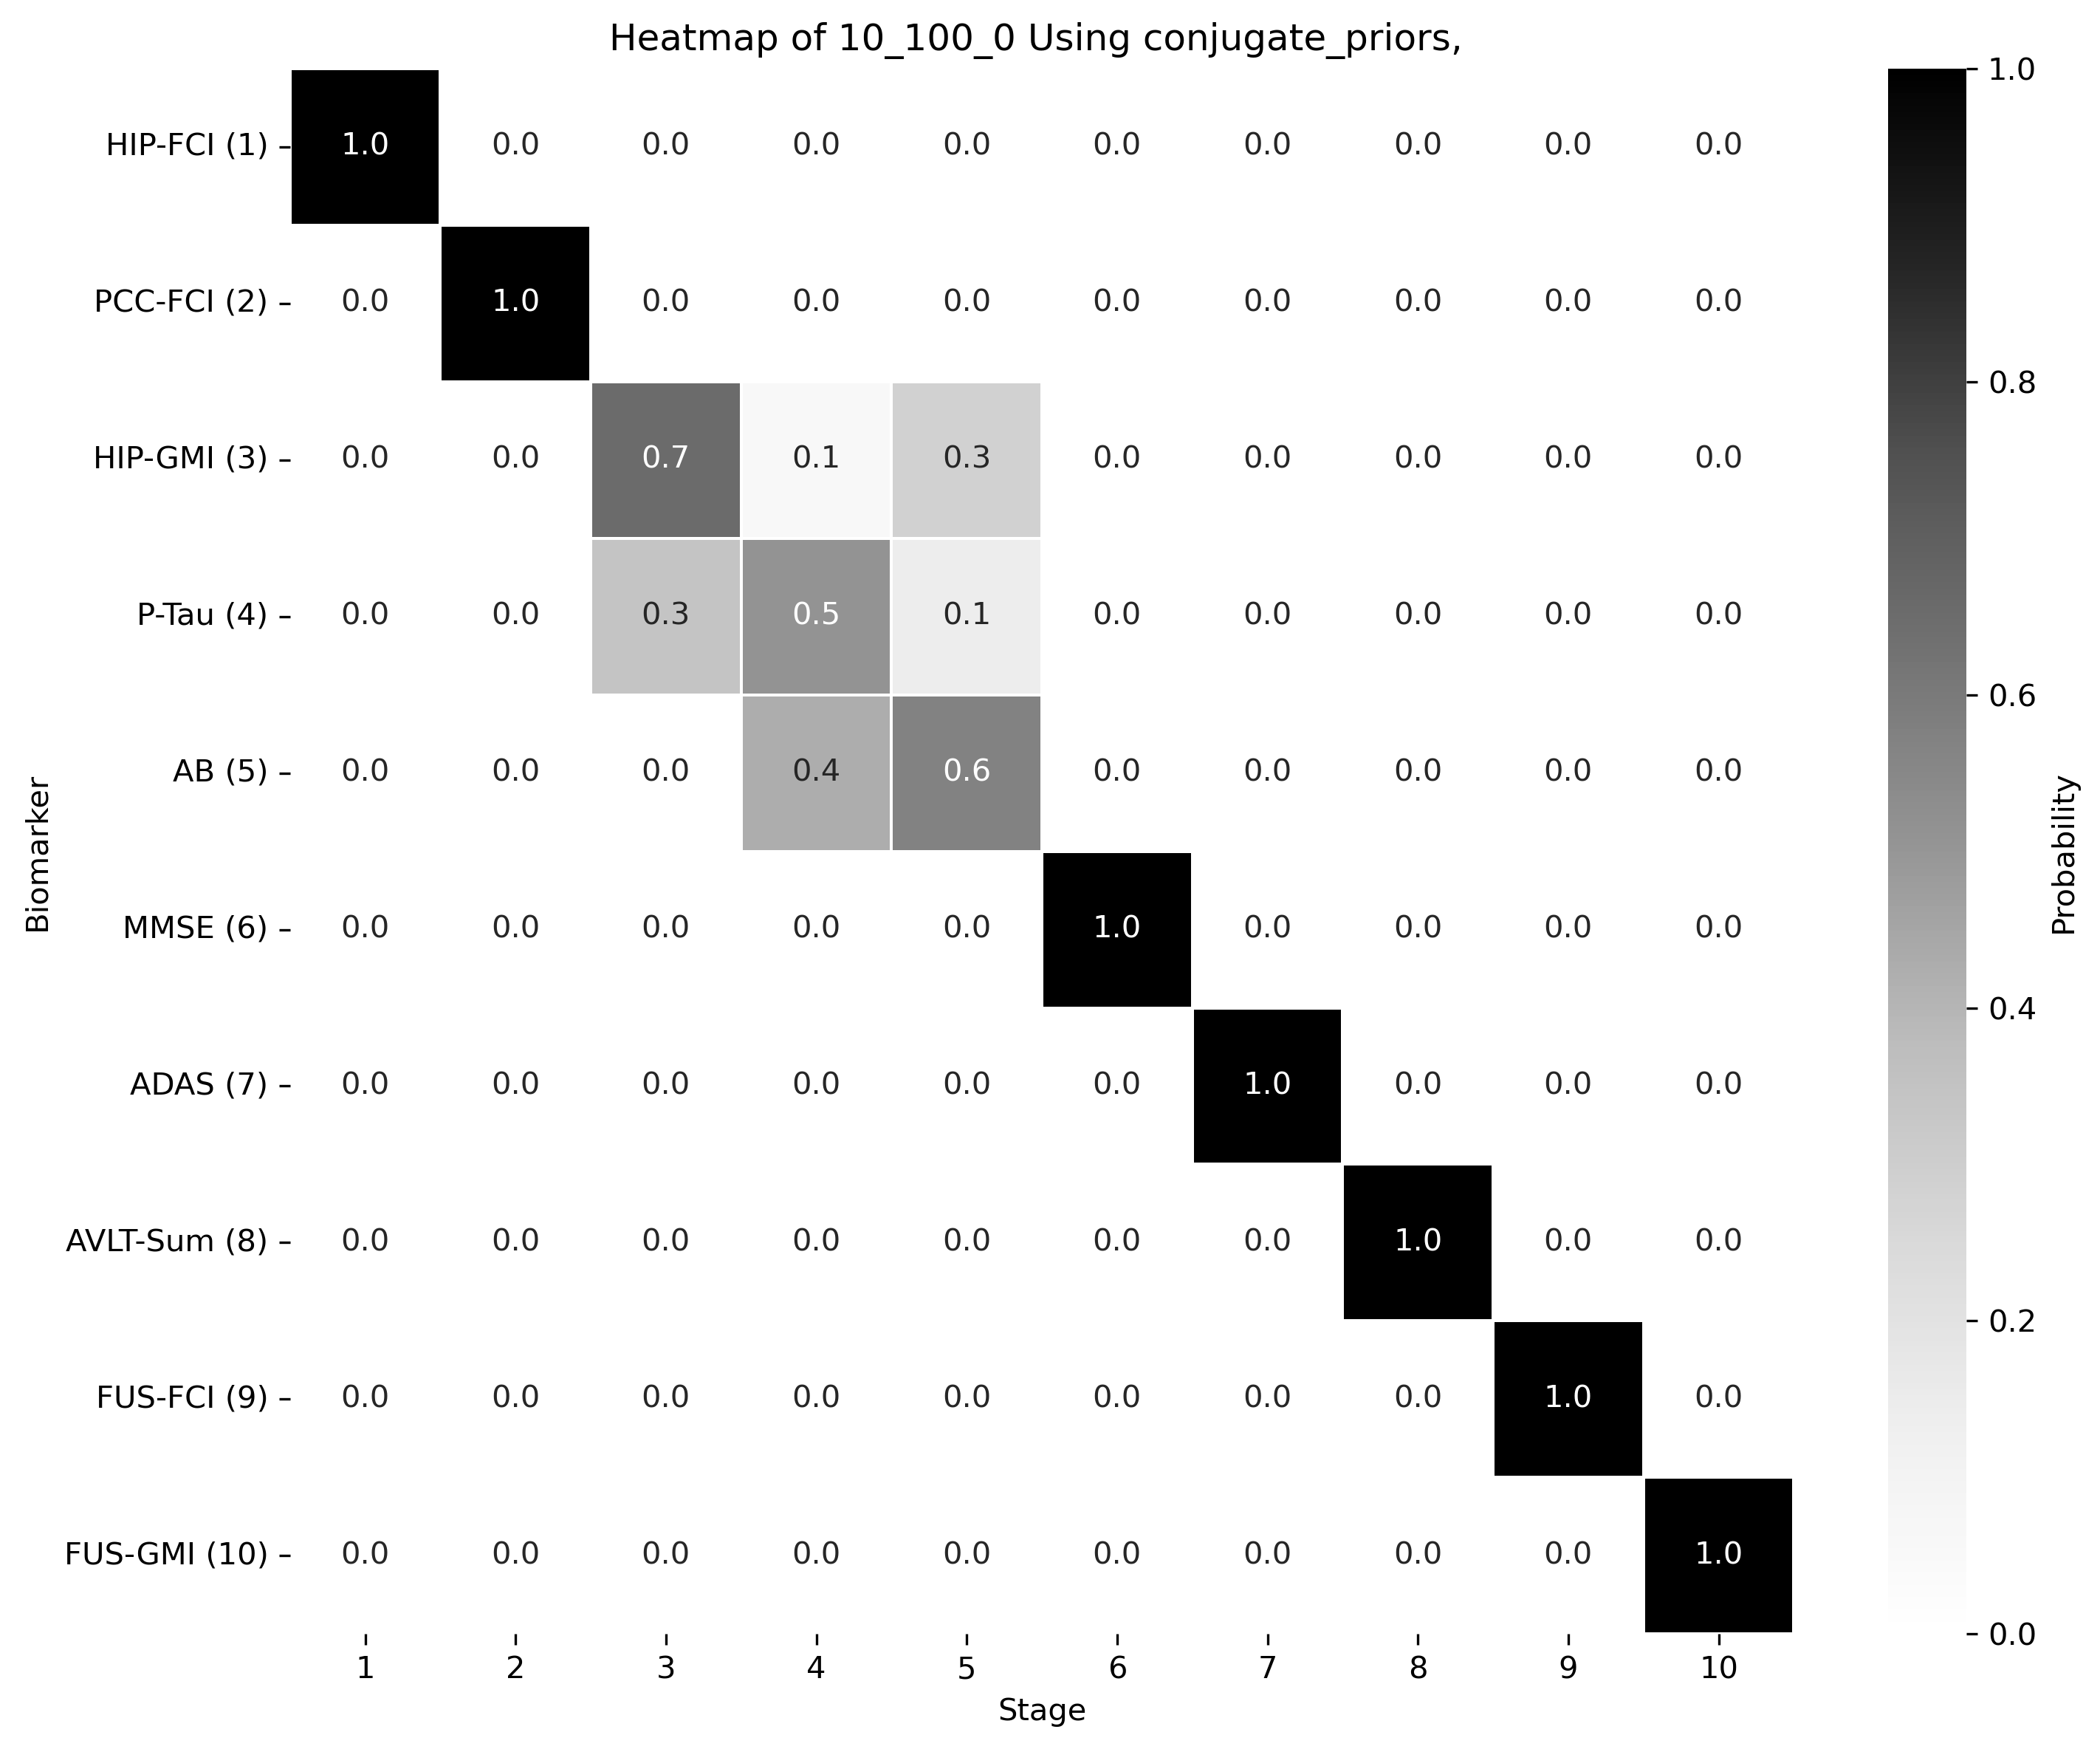 Heatmap of 10_100_0 Using conjugate_priors,
HIP-FCI (1) 1.0 0.0 0.0 0.0 0.0 0.0 0.0 0.0 0.0 0.0
PCC-FCI (2) 0.0 1.0 0.0 0.0 0.0 0.0 0.0 0.0 0.0 0.0
HIP-GMI (3) 0.0 0.0 0.7 0.1 0.3 0.0 0.0 0.0 0.0 0.0
P-Tau (4) 0.0 0.0 0.3 0.5 0.1 0.0 0.0 0.0 0.0 0.0
AB (5) 0.0 0.0 0.0 0.4 0.6 0.0 0.0 0.0 0.0 0.0
MMSE (6) 0.0 0.0 0.0 0.0 0.0 1.0 0.0 0.0 0.0 0.0
ADAS (7) 0.0 0.0 0.0 0.0 0.0 0.0 1.0 0.0 0.0 0.0
AVLT-Sum (8) 0.0 0.0 0.0 0.0 0.0 0.0 0.0 1.0 0.0 0.0
FUS-FCI (9) 0.0 0.0 0.0 0.0 0.0 0.0 0.0 0.0 1.0 0.0
FUS-GMI (10) 0.0 0.0 0.0 0.0 0.0 0.0 0.0 0.0 0.0 1.0
1 2 3 4 5 6 7 8 9 10
Stage
Biomarker
1.0
0.8
0.6
0.4
0.2
0.0
Probability